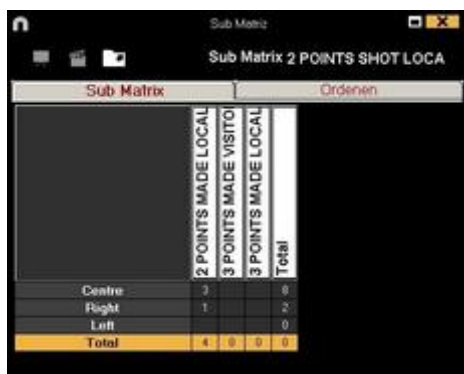 Sub Matriz
Sub Matrix 2 POINTS SHOT LOCA
Sub Matrix Ordenen
2 POINTS MADE LOCAL
3 POINTS MADE VISITO
3 POINTS MADE LOCAL
Total
Centre 3 8
Right 1 2
Left 0
Total 4 0 0 0